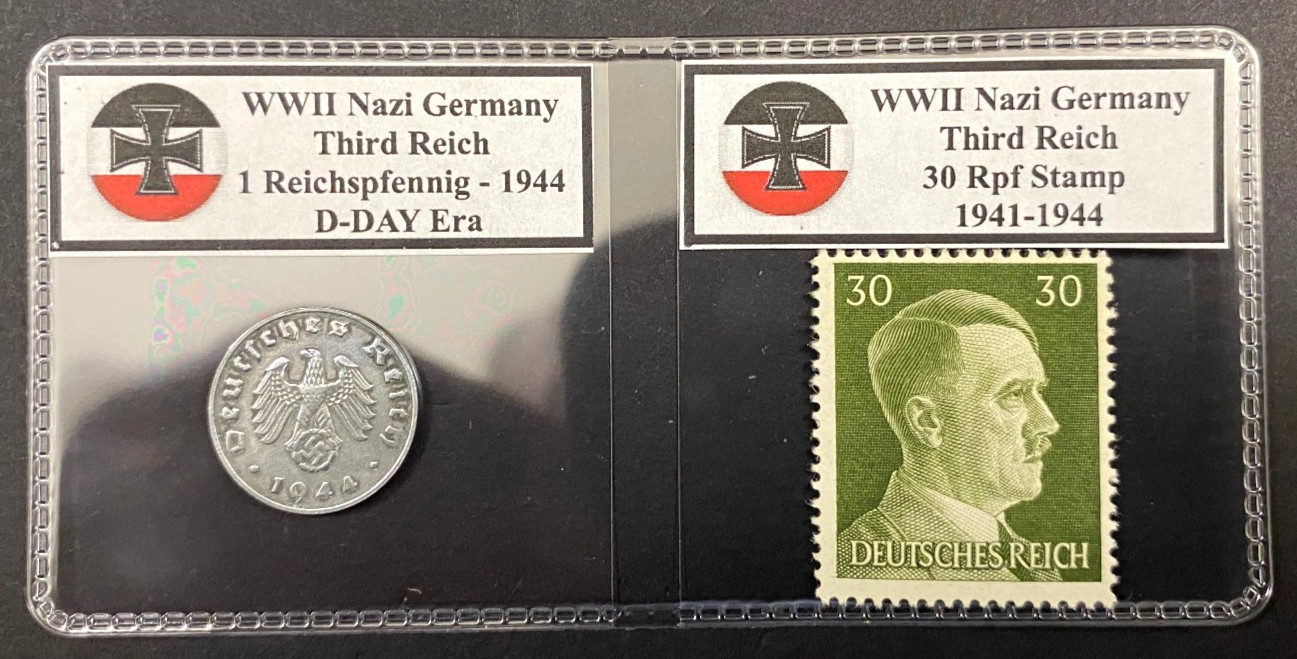 WWII Nazi Germany
Third Reich
1 Reichspfennig - 1944
D-DAY Era
WWII Nazi Germany
Third Reich
30 Rpf Stamp
1941-1944
Deutsches Reich
1944
30 30
DEUTSCHES REICH